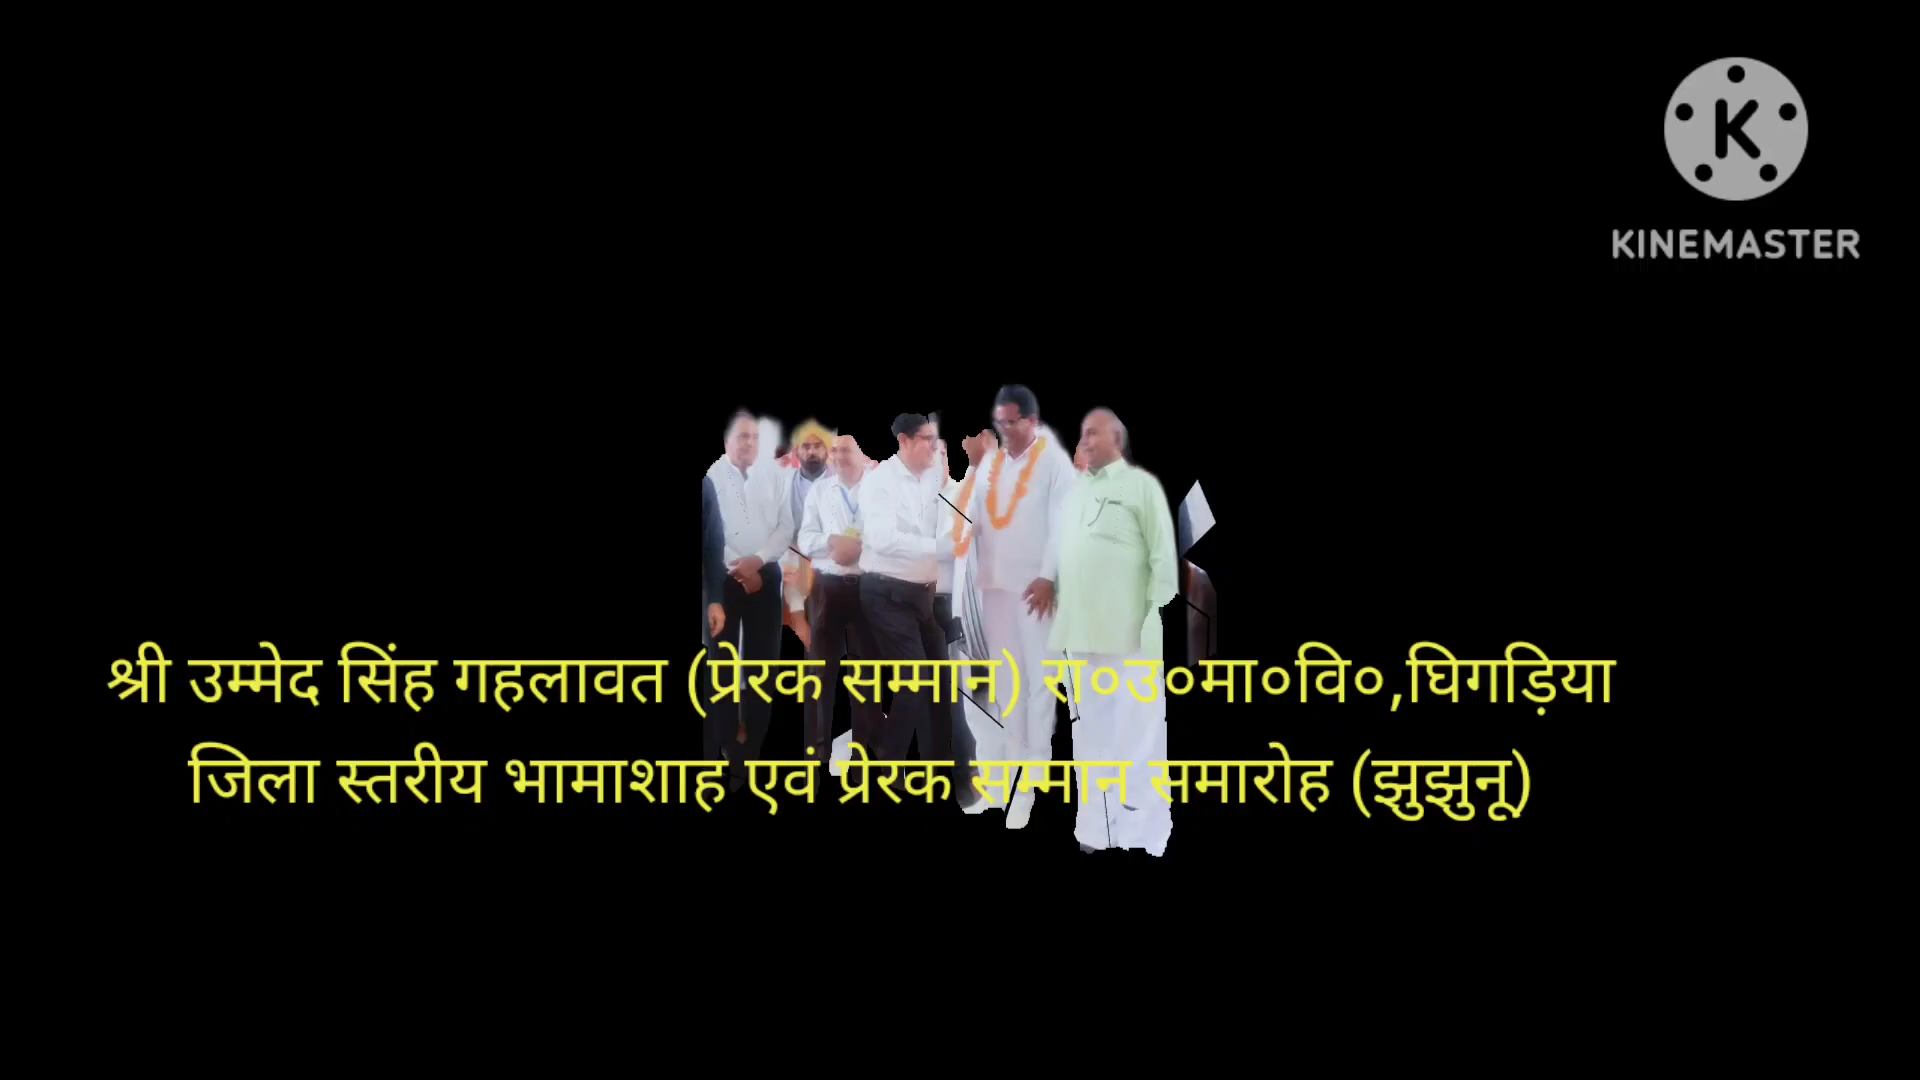 KINEMASTER
श्री उम्मेद सिंह गहलावत (प्रेरक सम्मान) रा०उ०मा०वि०,घिगड़िया
जिला स्तरीय भामाशाह एवं प्रेरक सम्मान समारोह (झुझुनू)